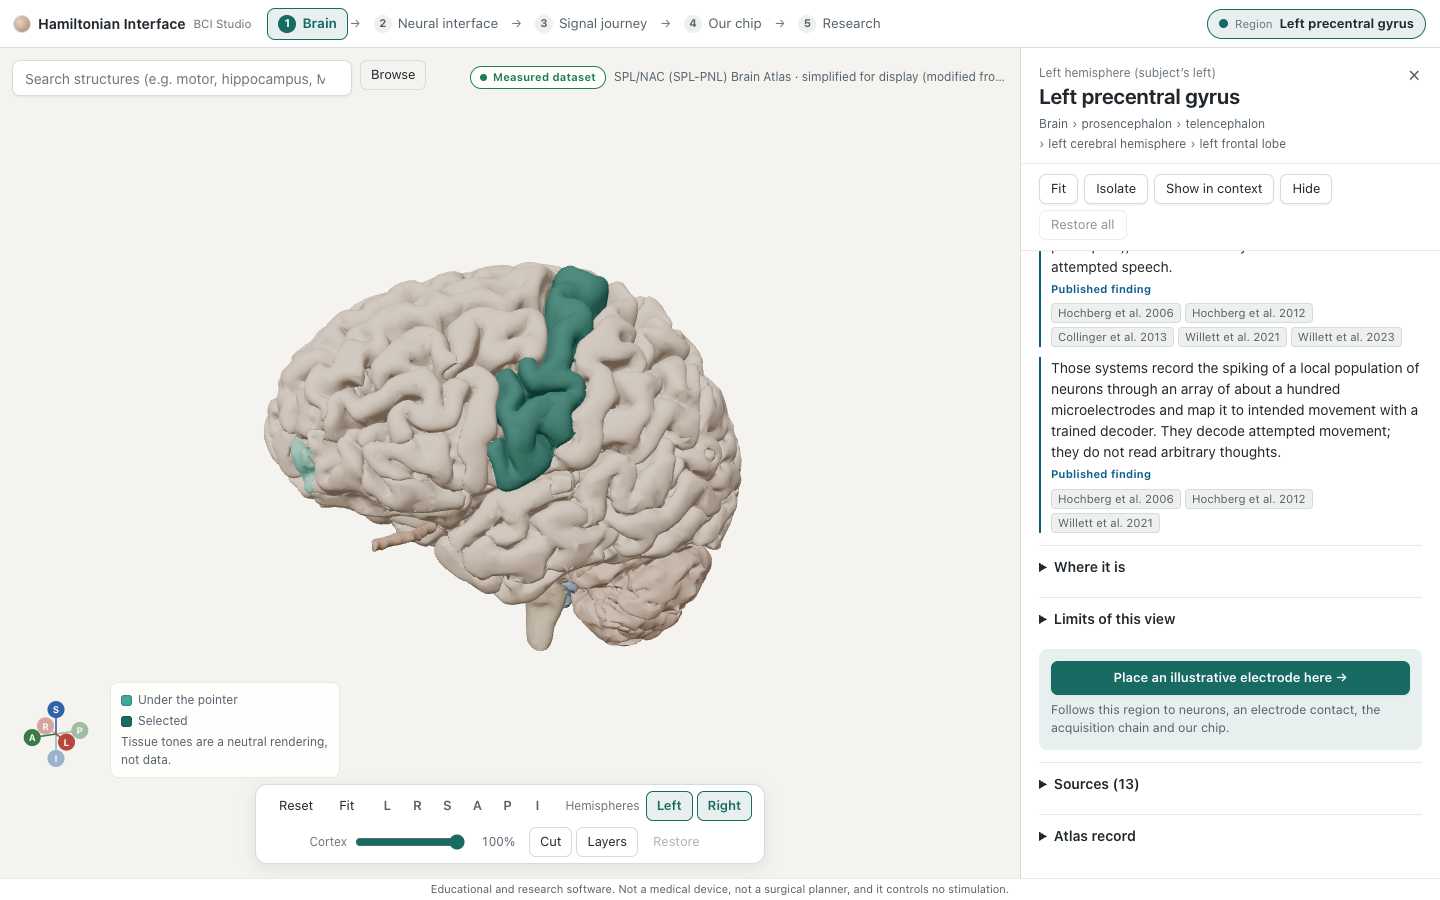 Hamiltonian Interface BCI Studio 1 Brain → 2 Neural interface → 3 Signal journey → 4 Our chip → 5 Research Region Left precentral gyrus
Search structures (e.g. motor, hippocampus, Browse
Measured dataset SPL/NAC (SPL-PNL) Brain Atlas · simplified for display (modified fro…
Left hemisphere (subject's left) ×
Left precentral gyrus
Brain › prosencephalon › telencephalon
› left cerebral hemisphere › left frontal lobe
Fit Isolate Show in context Hide
Restore all
attempted speech.
Published finding
Hochberg et al. 2006 Hochberg et al. 2012
Collinger et al. 2013 Willett et al. 2021 Willett et al. 2023
Those systems record the spiking of a local population of
neurons through an array of about a hundred
microelectrodes and map it to intended movement with a
trained decoder. They decode attempted movement;
they do not read arbitrary thoughts.
Published finding
Hochberg et al. 2006 Hochberg et al. 2012
Willett et al. 2021
Where it is
Limits of this view
Place an illustrative electrode here →
Follows this region to neurons, an electrode contact, the
acquisition chain and our chip.
Sources (13)
Atlas record
S
R P
A L
I
Under the pointer
Selected
Tissue tones are a neutral rendering,
not data.
Reset Fit L R S A P I Hemispheres Left Right
Cortex 100% Cut Layers Restore
Educational and research software. Not a medical device, not a surgical planner, and it controls no stimulation.